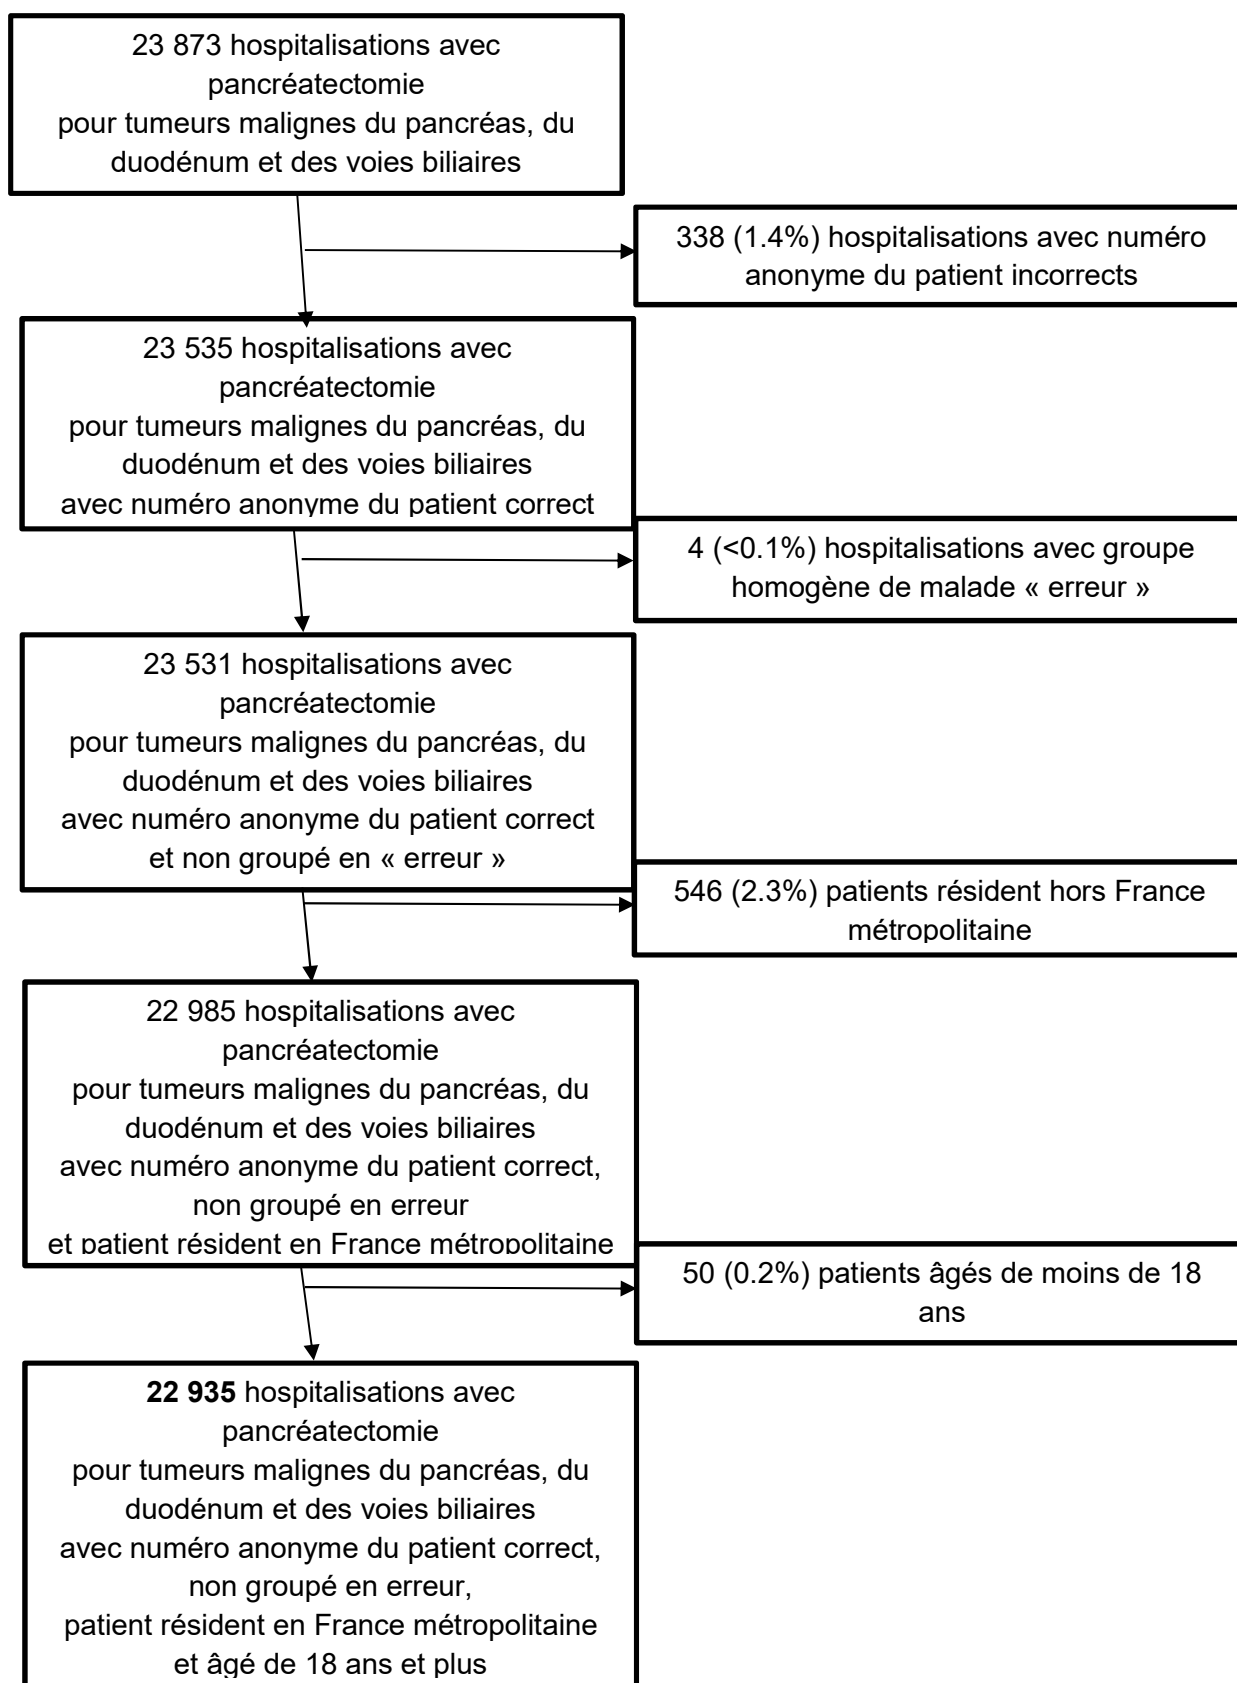 23 873 hospitalisations avec
pancréatectomie
pour tumeurs malignes du pancréas, du
duodénum et des voies biliaires
338 (1.4%) hospitalisations avec numéro
anonyme du patient incorrects
23 535 hospitalisations avec
pancréatectomie
pour tumeurs malignes du pancréas, du
duodénum et des voies biliaires
avec numéro anonyme du patient correct
4 (<0.1%) hospitalisations avec groupe
homogène de malade « erreur »
23 531 hospitalisations avec
pancréatectomie
pour tumeurs malignes du pancréas, du
duodénum et des voies biliaires
avec numéro anonyme du patient correct
et non groupé en « erreur »
546 (2.3%) patients résident hors France
métropolitaine
22 985 hospitalisations avec
pancréatectomie
pour tumeurs malignes du pancréas, du
duodénum et des voies biliaires
avec numéro anonyme du patient correct,
non groupé en erreur
et patient résident en France métropolitaine
50 (0.2%) patients âgés de moins de 18
ans
22 935 hospitalisations avec
pancréatectomie
pour tumeurs malignes du pancréas, du
duodénum et des voies biliaires
avec numéro anonyme du patient correct,
non groupé en erreur,
patient résident en France métropolitaine
et âgé de 18 ans et plus